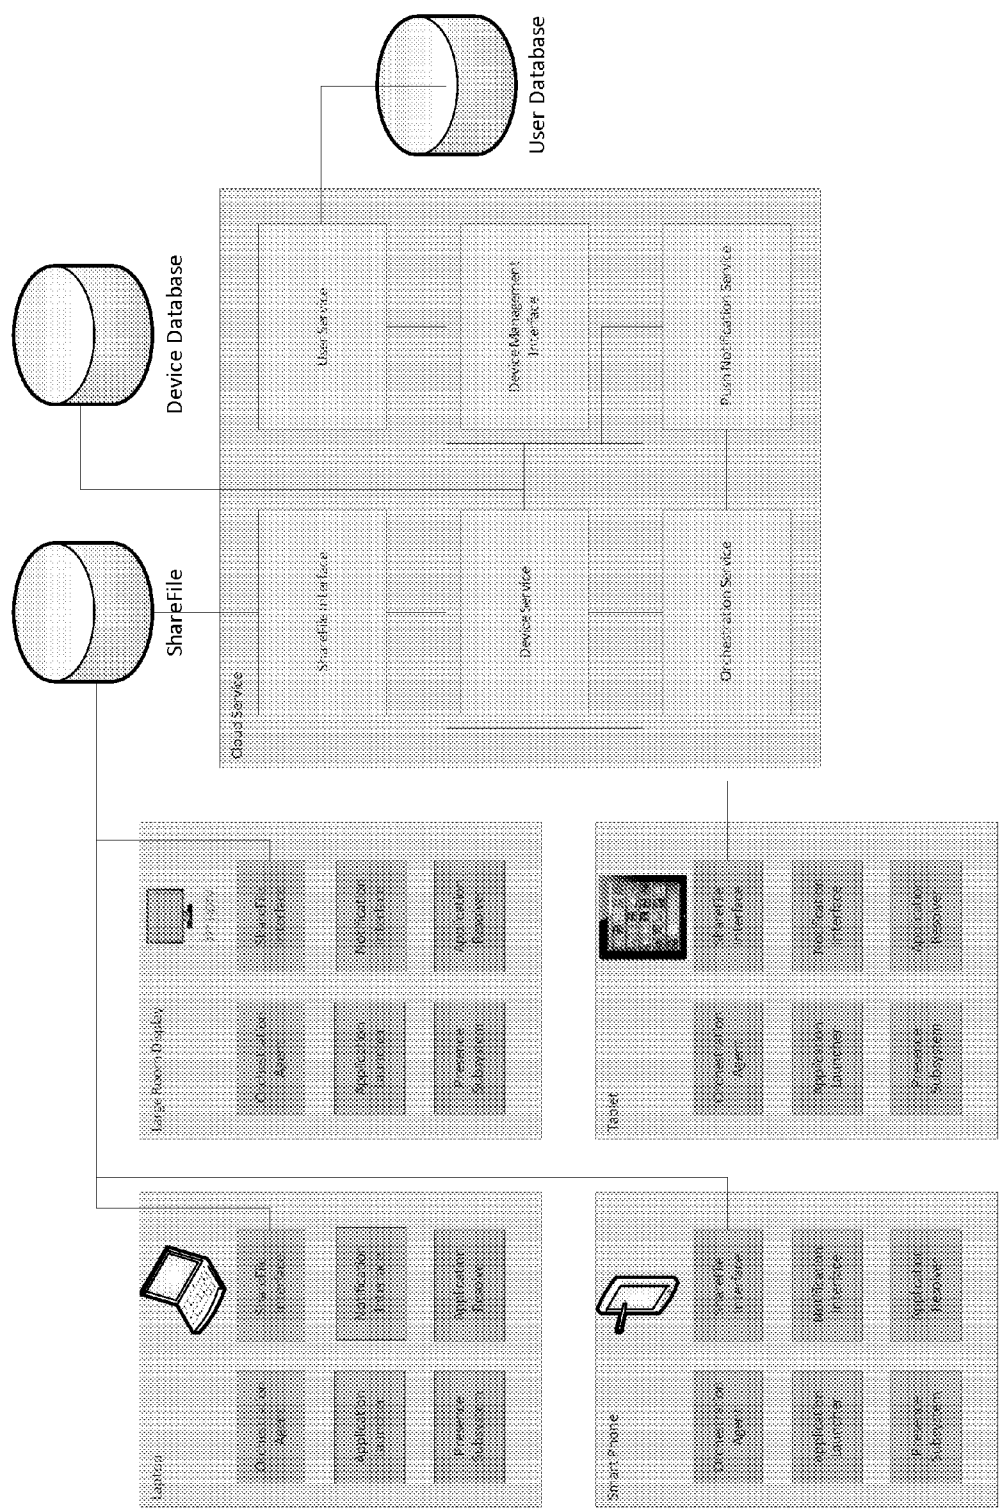 User Database
Device Database
ShareFile
Cloud Service
User Service
Device Management
Interface
Push Notification Service
ShareFile Interface
Device Service
Orchestration Service
Large Room Display
ShareFile
Interface
Notification
Interface
Application
Resolver
Orchestration
Agent
Application
Launcher
Presence
Subsystem
Tablet
ShareFile
Interface
Notification
Interface
Application
Resolver
Orchestration
Agent
Application
Launcher
Presence
Subsystem
Laptop
ShareFile
Interface
Notification
Interface
Application
Resolver
Orchestration
Agent
Application
Launcher
Presence
Subsystem
Smart Phone
ShareFile
Interface
Notification
Interface
Application
Resolver
Orchestration
Agent
Application
Launcher
Presence
Subsystem